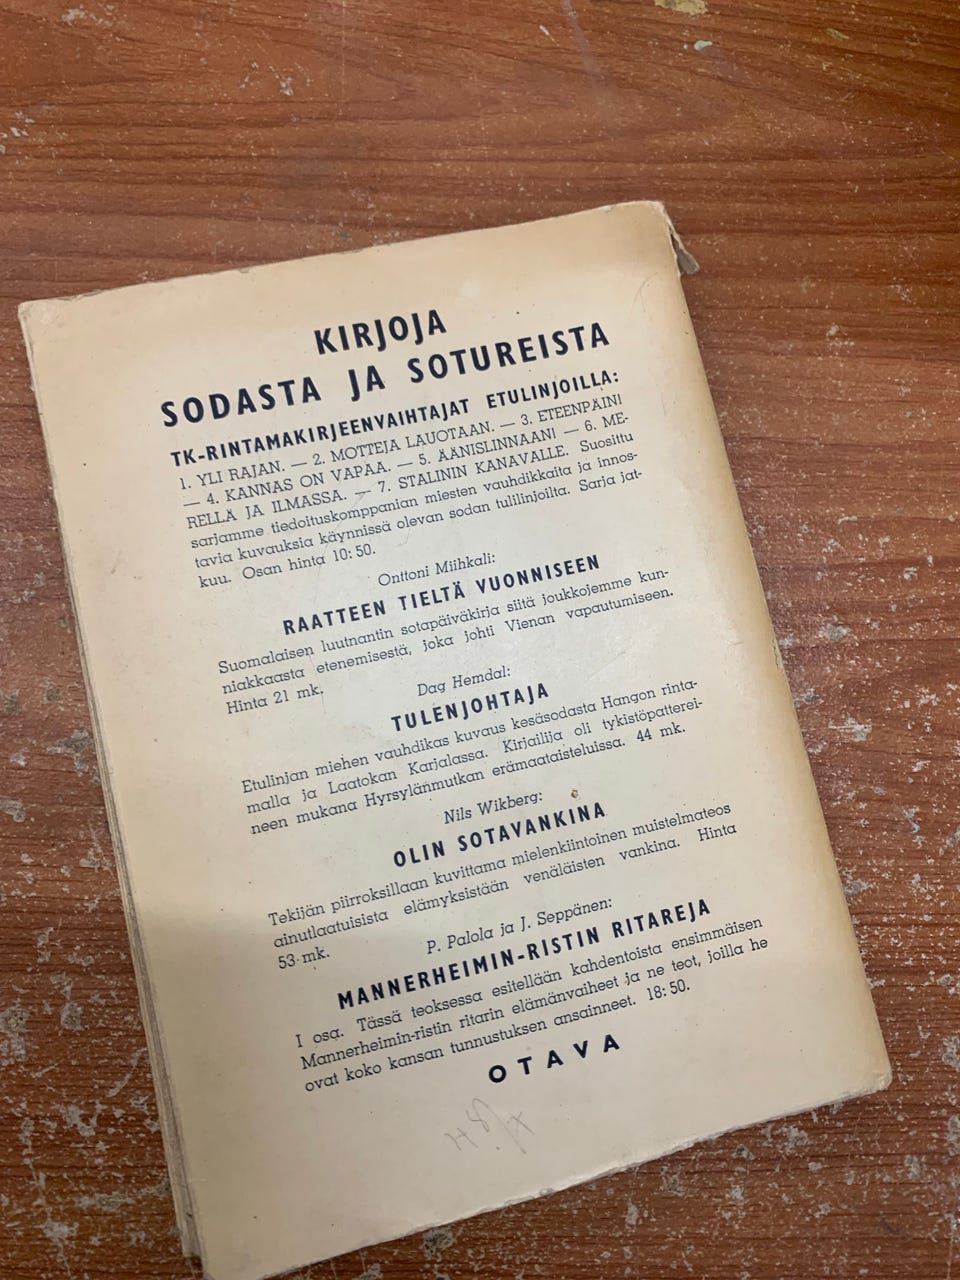 KIRJOJA
SODASTA JA SOTUREISTA
TK-RINTAMAKIRJEENVAIHTAJAT ETULINJOILLA:
1. YLI RAJAN. — 2. MOTTEJA LAUOTAAN. — 3. ETEENPÄIN!
— 4. KANNAS ON VAPAA. — 5. ÄÄNISLINNAAN! — 6. ME-
RELLÄ JA ILMASSA. — 7. STALININ KANAVALLE. Suosittu
sarjamme tiedoituskomppanian miesten vauhdikkaita ja innos-
tavia kuvauksia käynnissä olevan sodan tulilinjoilta. Sarja jat-
kuu. Osan hinta 10:50.
Onttoni Miihkali:
RAATTEEN TIELTÄ VUONNISEEN
Suomalaisen luutnantin sotapäiväkirja siitä joukkojemme kun-
niakkaasta etenemisestä, joka johti Vienan vapautumiseen.
Hinta 21 mk.
Dag Hemdal:
TULENJOHTAJA
Etulinjan miehen vauhdikas kuvaus kesäsodasta Hangon rinta-
malla ja Laatokan Karjalassa. Kirjailija oli tykistöpatterei-
neen mukana Hyrsylänmutkan erämaataisteluissa. 44 mk.
Nils Wikberg:
OLIN SOTAVANKINA
Tekijän piirroksillaan kuvittama mielenkiintoinen muistelmateos
ainutlaatuisista elämyksistään venäläisten vankina. Hinta
53 mk.
P. Palola ja J. Seppänen:
MANNERHEIMIN-RISTIN RITAREJA
I osa. Tässä teoksessa esitellään kahdentoista ensimmäisen
Mannerheimin-ristin ritarin elämänvaiheet ja ne teot, joilla he
ovat koko kansan tunnustuksen ansainneet. 18:50.
OTAVA